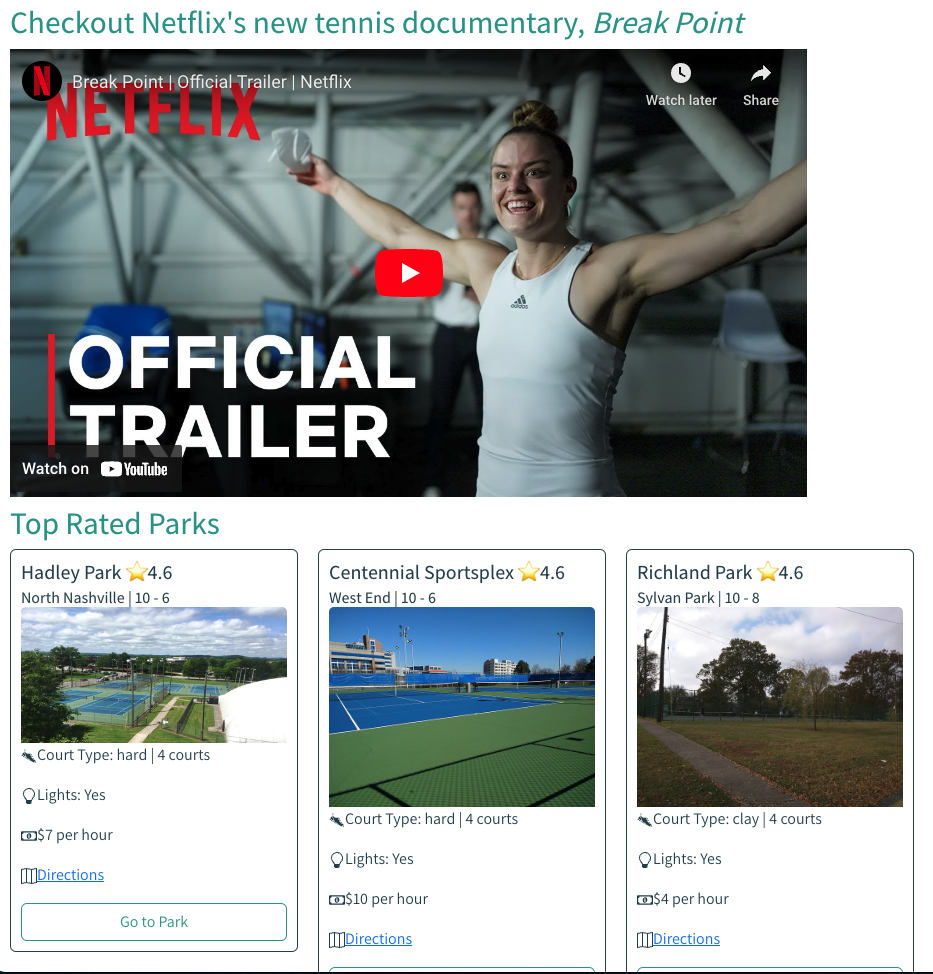 Checkout Netflix's new tennis documentary, Break Point
Break Point | Official Trailer | Netflix
Watch later
Share
NETFLIX
adidas
OFFICIAL
TRAILER
Watch on YouTube
Top Rated Parks
Hadley Park ⭐4.6
North Nashville | 10 - 6
Court Type: hard | 4 courts
Lights: Yes
$7 per hour
Directions
Go to Park
Centennial Sportsplex ⭐4.6
West End | 10 - 6
Court Type: hard | 4 courts
Lights: Yes
$10 per hour
Directions
Richland Park ⭐4.6
Sylvan Park | 10 - 8
Court Type: clay | 4 courts
Lights: Yes
$4 per hour
Directions